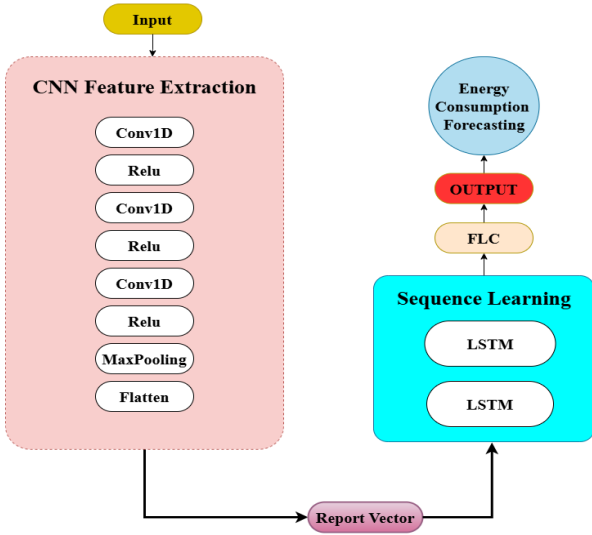 Input
CNN Feature Extraction
Conv1D
Relu
Conv1D
Relu
Conv1D
Relu
MaxPooling
Flatten
Report Vector
Sequence Learning
LSTM
LSTM
FLC
OUTPUT
Energy
Consumption
Forecasting